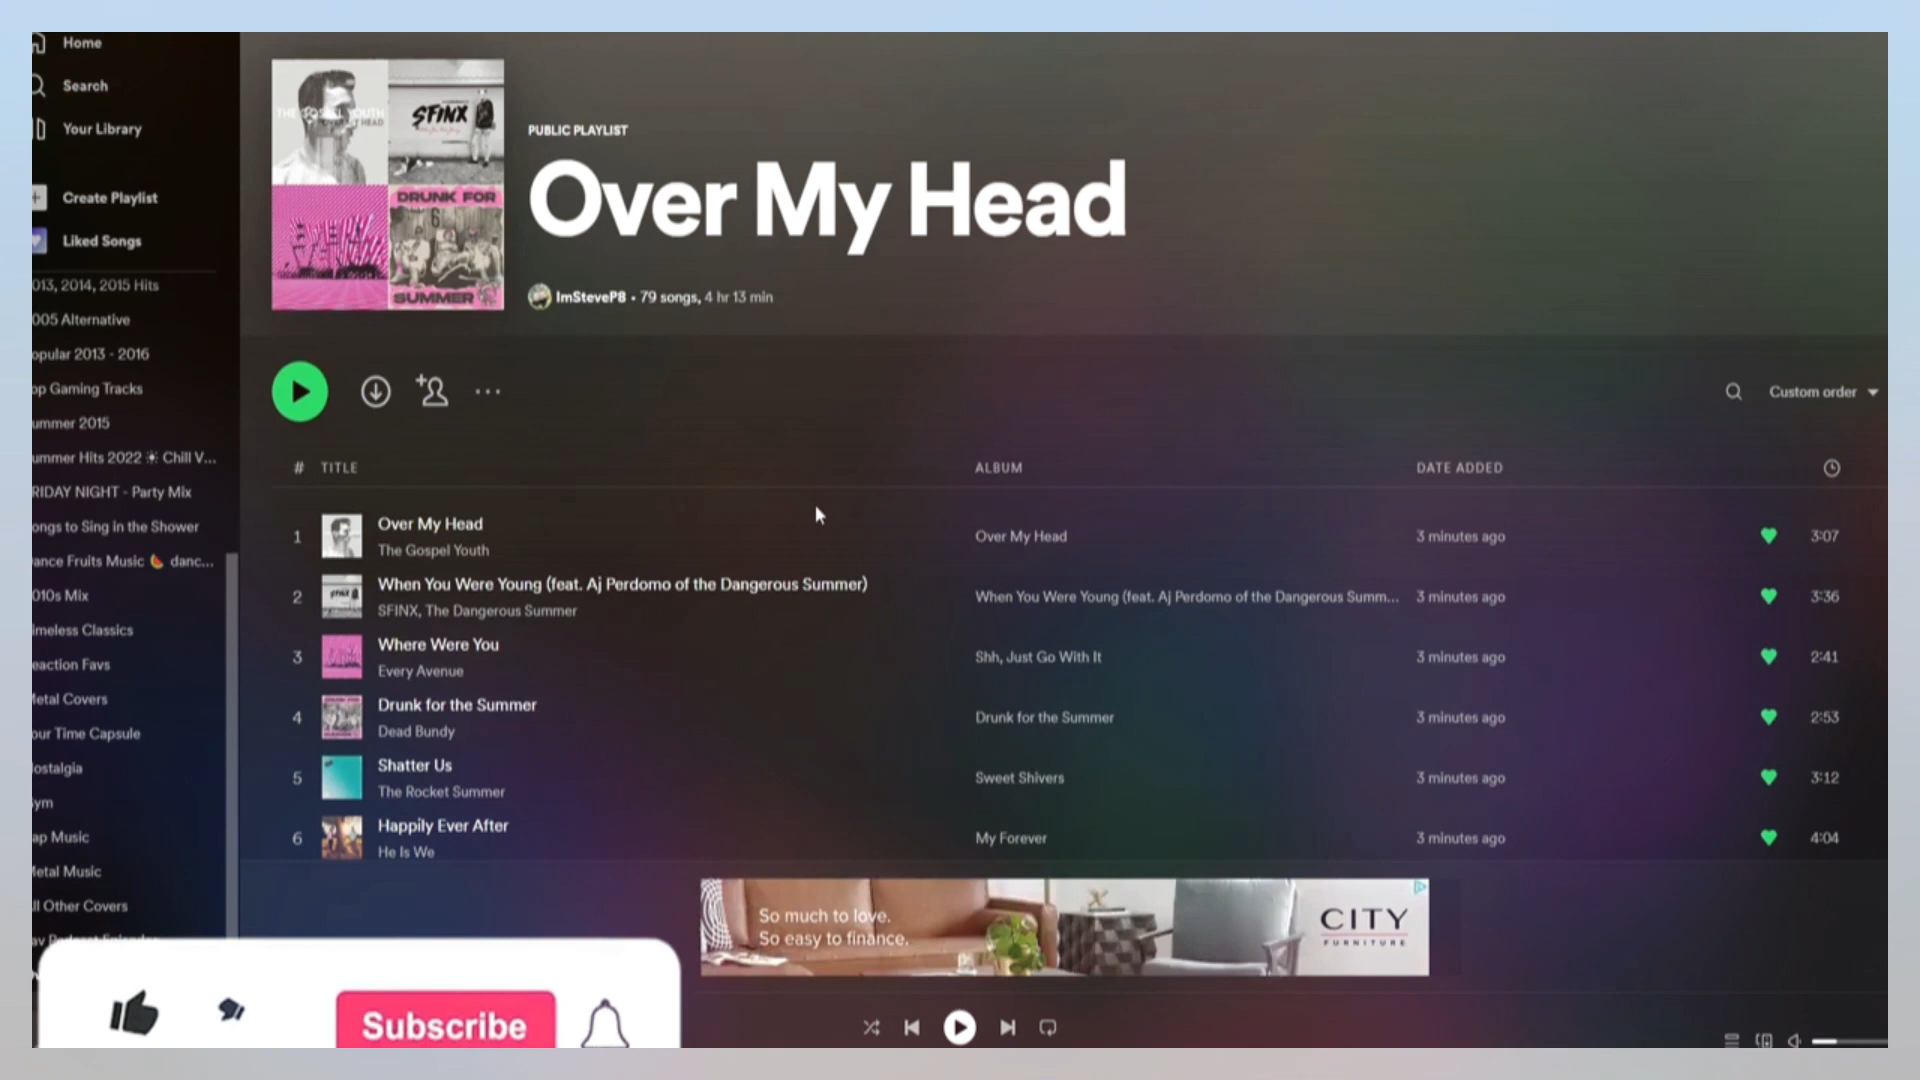 Home
Search
Your Library
Create Playlist
Liked Songs
013, 2014, 2015 Hits
005 Alternative
opular 2013 - 2016
op Gaming Tracks
ummer 2015
ummer Hits 2022 ☀ Chill V...
RIDAY NIGHT - Party Mix
ongs to Sing in the Shower
ance Fruits Music 🍉 danc...
010s Mix
imeless Classics
eaction Favs
etal Covers
our Time Capsule
ostalgia
ym
ap Music
etal Music
ll Other Covers
THE GOSPEL YOUTH
OVER MY HEAD
SFINX
DRUNK FOR
SUMMER
PUBLIC PLAYLIST
Over My Head
ImSteveP8 • 79 songs, 4 hr 13 min
Custom order
# TITLE ALBUM DATE ADDED
1 Over My Head Over My Head 3 minutes ago 3:07
The Gospel Youth
2 When You Were Young (feat. Aj Perdomo of the Dangerous Summer) When You Were Young (feat. Aj Perdomo of the Dangerous Summ... 3 minutes ago 3:36
SFINX, The Dangerous Summer
3 Where Were You Shh, Just Go With It 3 minutes ago 2:41
Every Avenue
4 Drunk for the Summer Drunk for the Summer 3 minutes ago 2:53
Dead Bundy
5 Shatter Us Sweet Shivers 3 minutes ago 3:12
The Rocket Summer
6 Happily Ever After My Forever 3 minutes ago 4:04
He Is We
So much to love.
So easy to finance.
CITY
FURNITURE
Subscribe